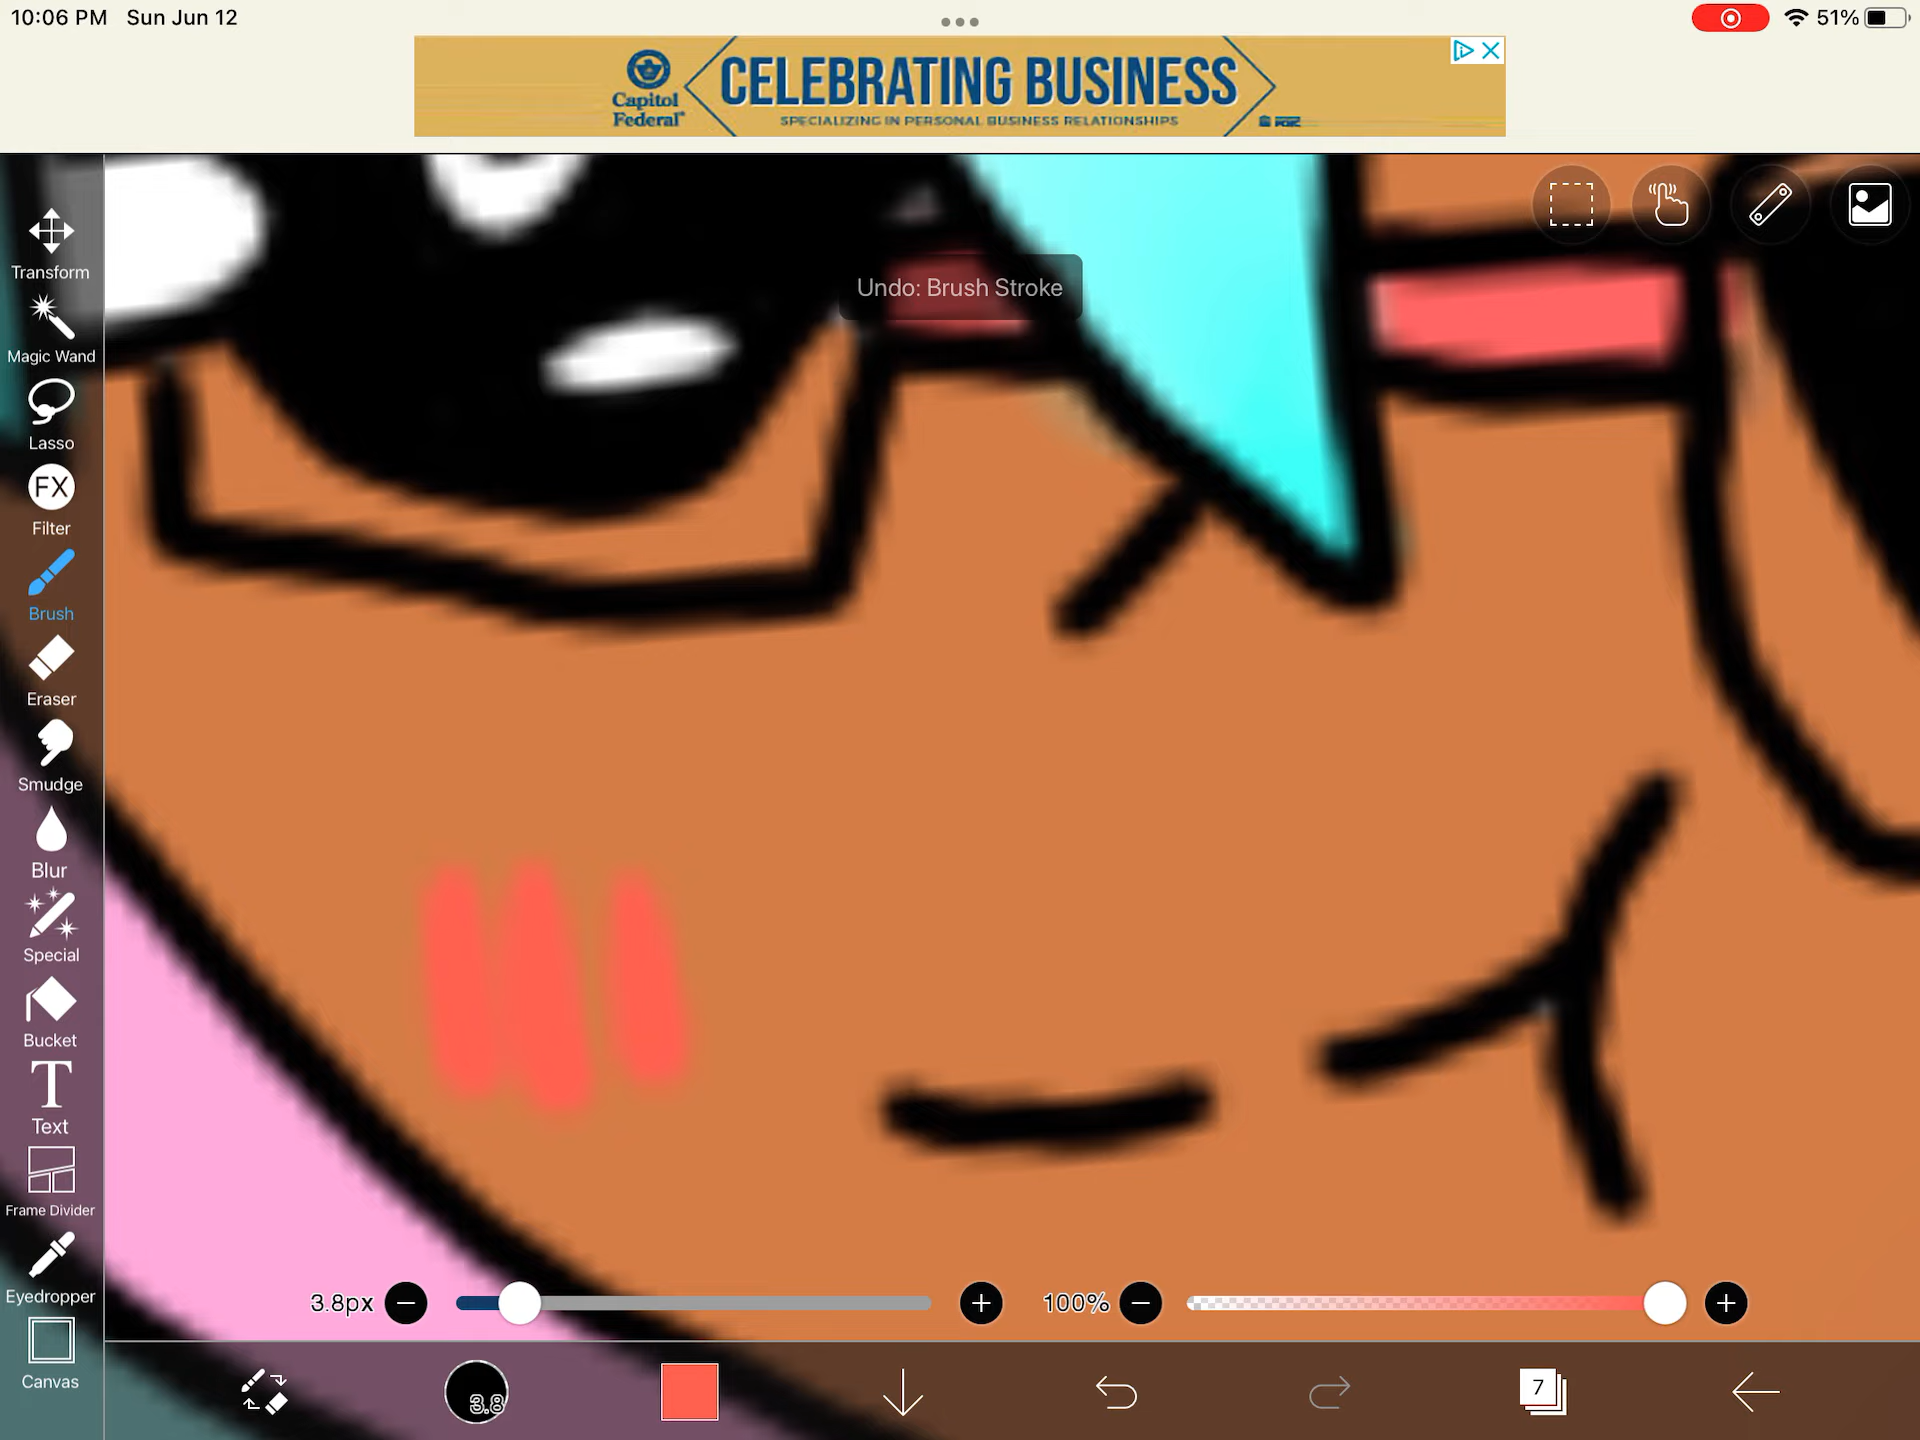 10:06 PM Sun Jun 12
51%
Capitol
Federal®
CELEBRATING BUSINESS
SPECIALIZING IN PERSONAL BUSINESS RELATIONSHIPS
Undo: Brush Stroke
Transform
Magic Wand
Lasso
FX
Filter
Brush
Eraser
Smudge
Blur
Special
Bucket
T
Text
Frame Divider
Eyedropper
Canvas
3.8px
100%
3.8
7